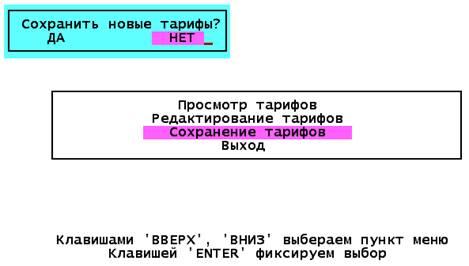 Сохранить новые тарифы?
ДА НЕТ _
Просмотр тарифов
Редактирование тарифов
Сохранение тарифов
Выход
Клавишами 'ВВЕРХ', 'ВНИЗ' выбераем пункт меню
Клавишей 'ENTER' фиксируем выбор